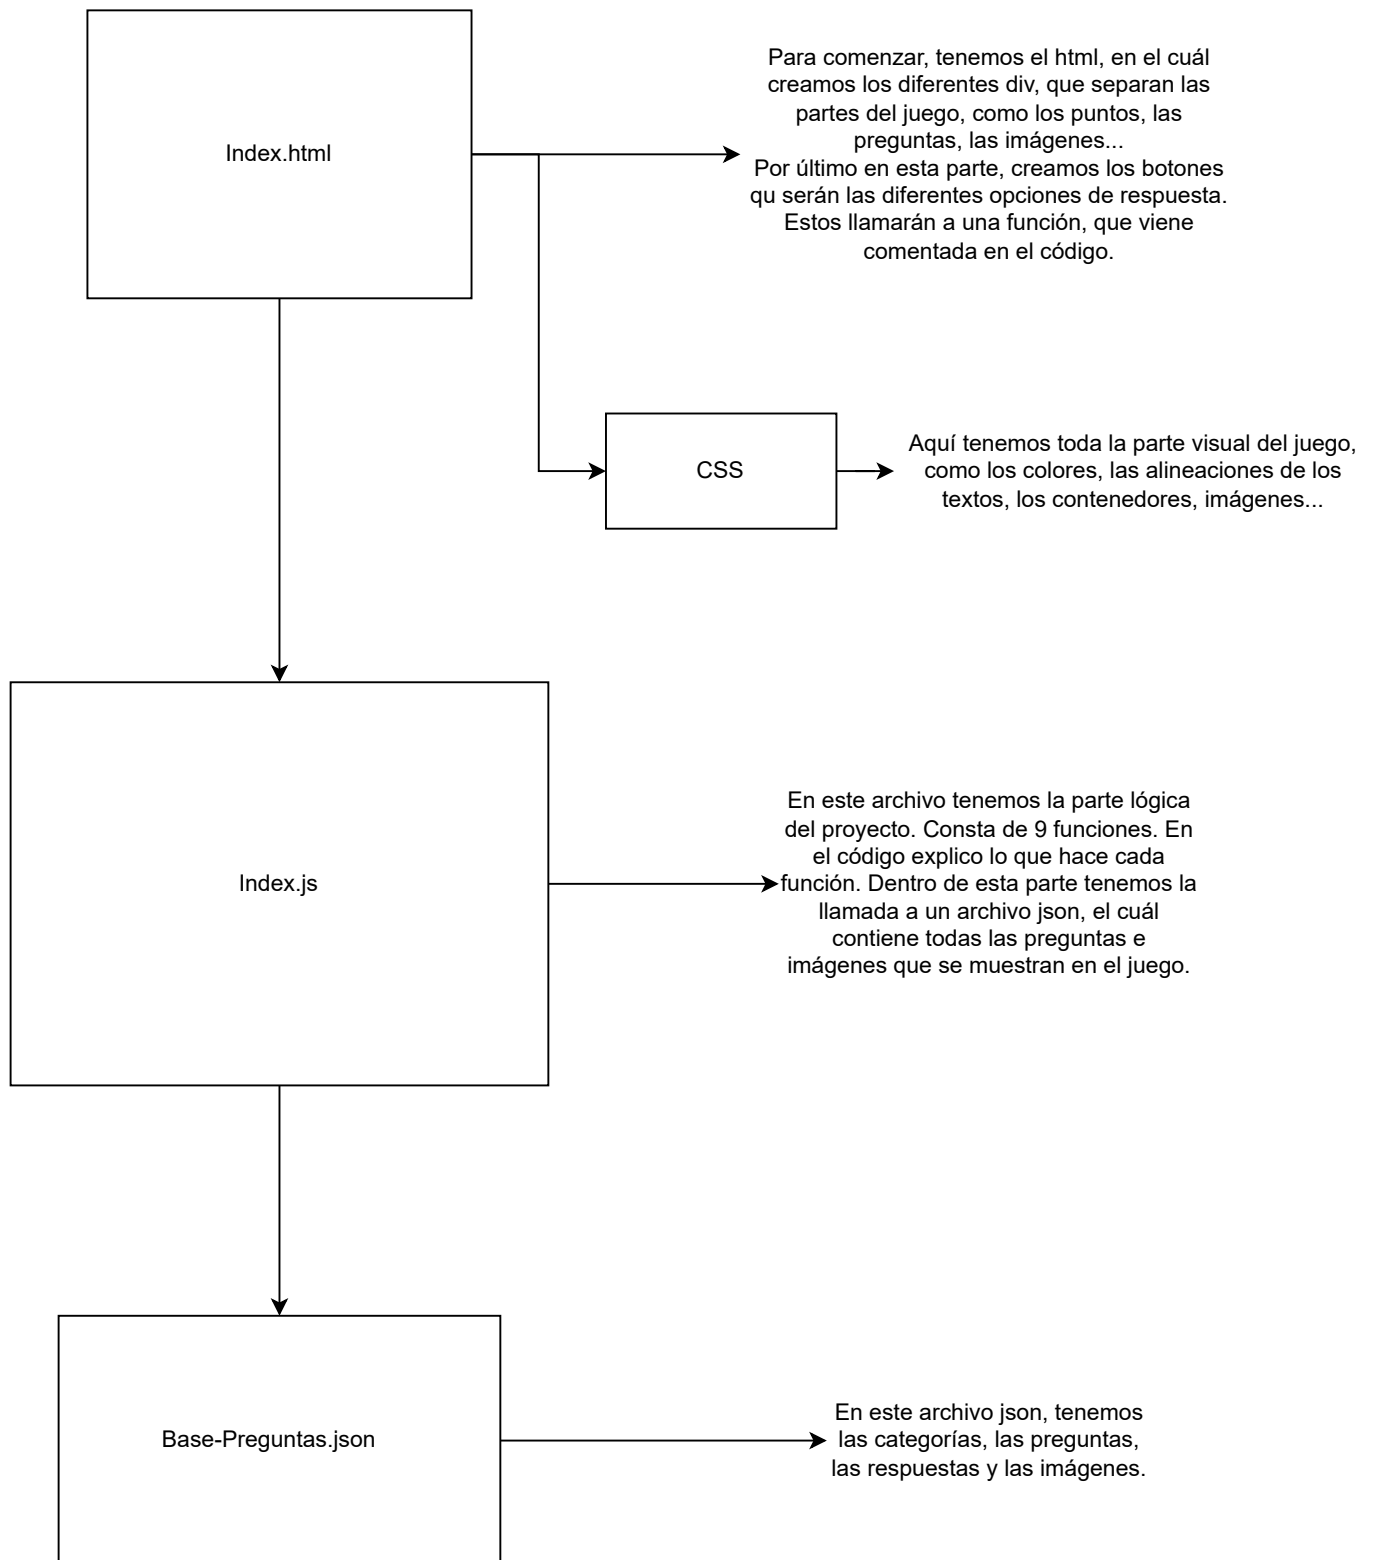 Index.html
Para comenzar, tenemos el html, en el cuál
creamos los diferentes div, que separan las
partes del juego, como los puntos, las
preguntas, las imágenes...
Por último en esta parte, creamos los botones
qu serán las diferentes opciones de respuesta.
Estos llamarán a una función, que viene
comentada en el código.
CSS
Aquí tenemos toda la parte visual del juego,
como los colores, las alineaciones de los
textos, los contenedores, imágenes...
Index.js
En este archivo tenemos la parte lógica
del proyecto. Consta de 9 funciones. En
el código explico lo que hace cada
función. Dentro de esta parte tenemos la
llamada a un archivo json, el cuál
contiene todas las preguntas e
imágenes que se muestran en el juego.
Base-Preguntas.json
En este archivo json, tenemos
las categorías, las preguntas,
las respuestas y las imágenes.